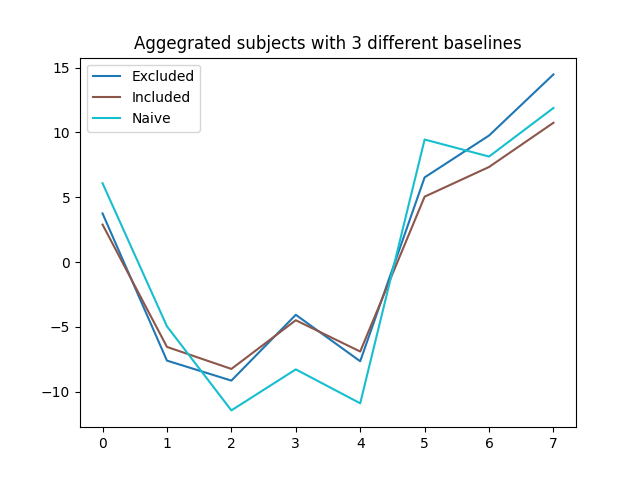 Aggegrated subjects with 3 different baselines
Excluded
Included
Naive
15
10
5
0
−5
−10
0 1 2 3 4 5 6 7